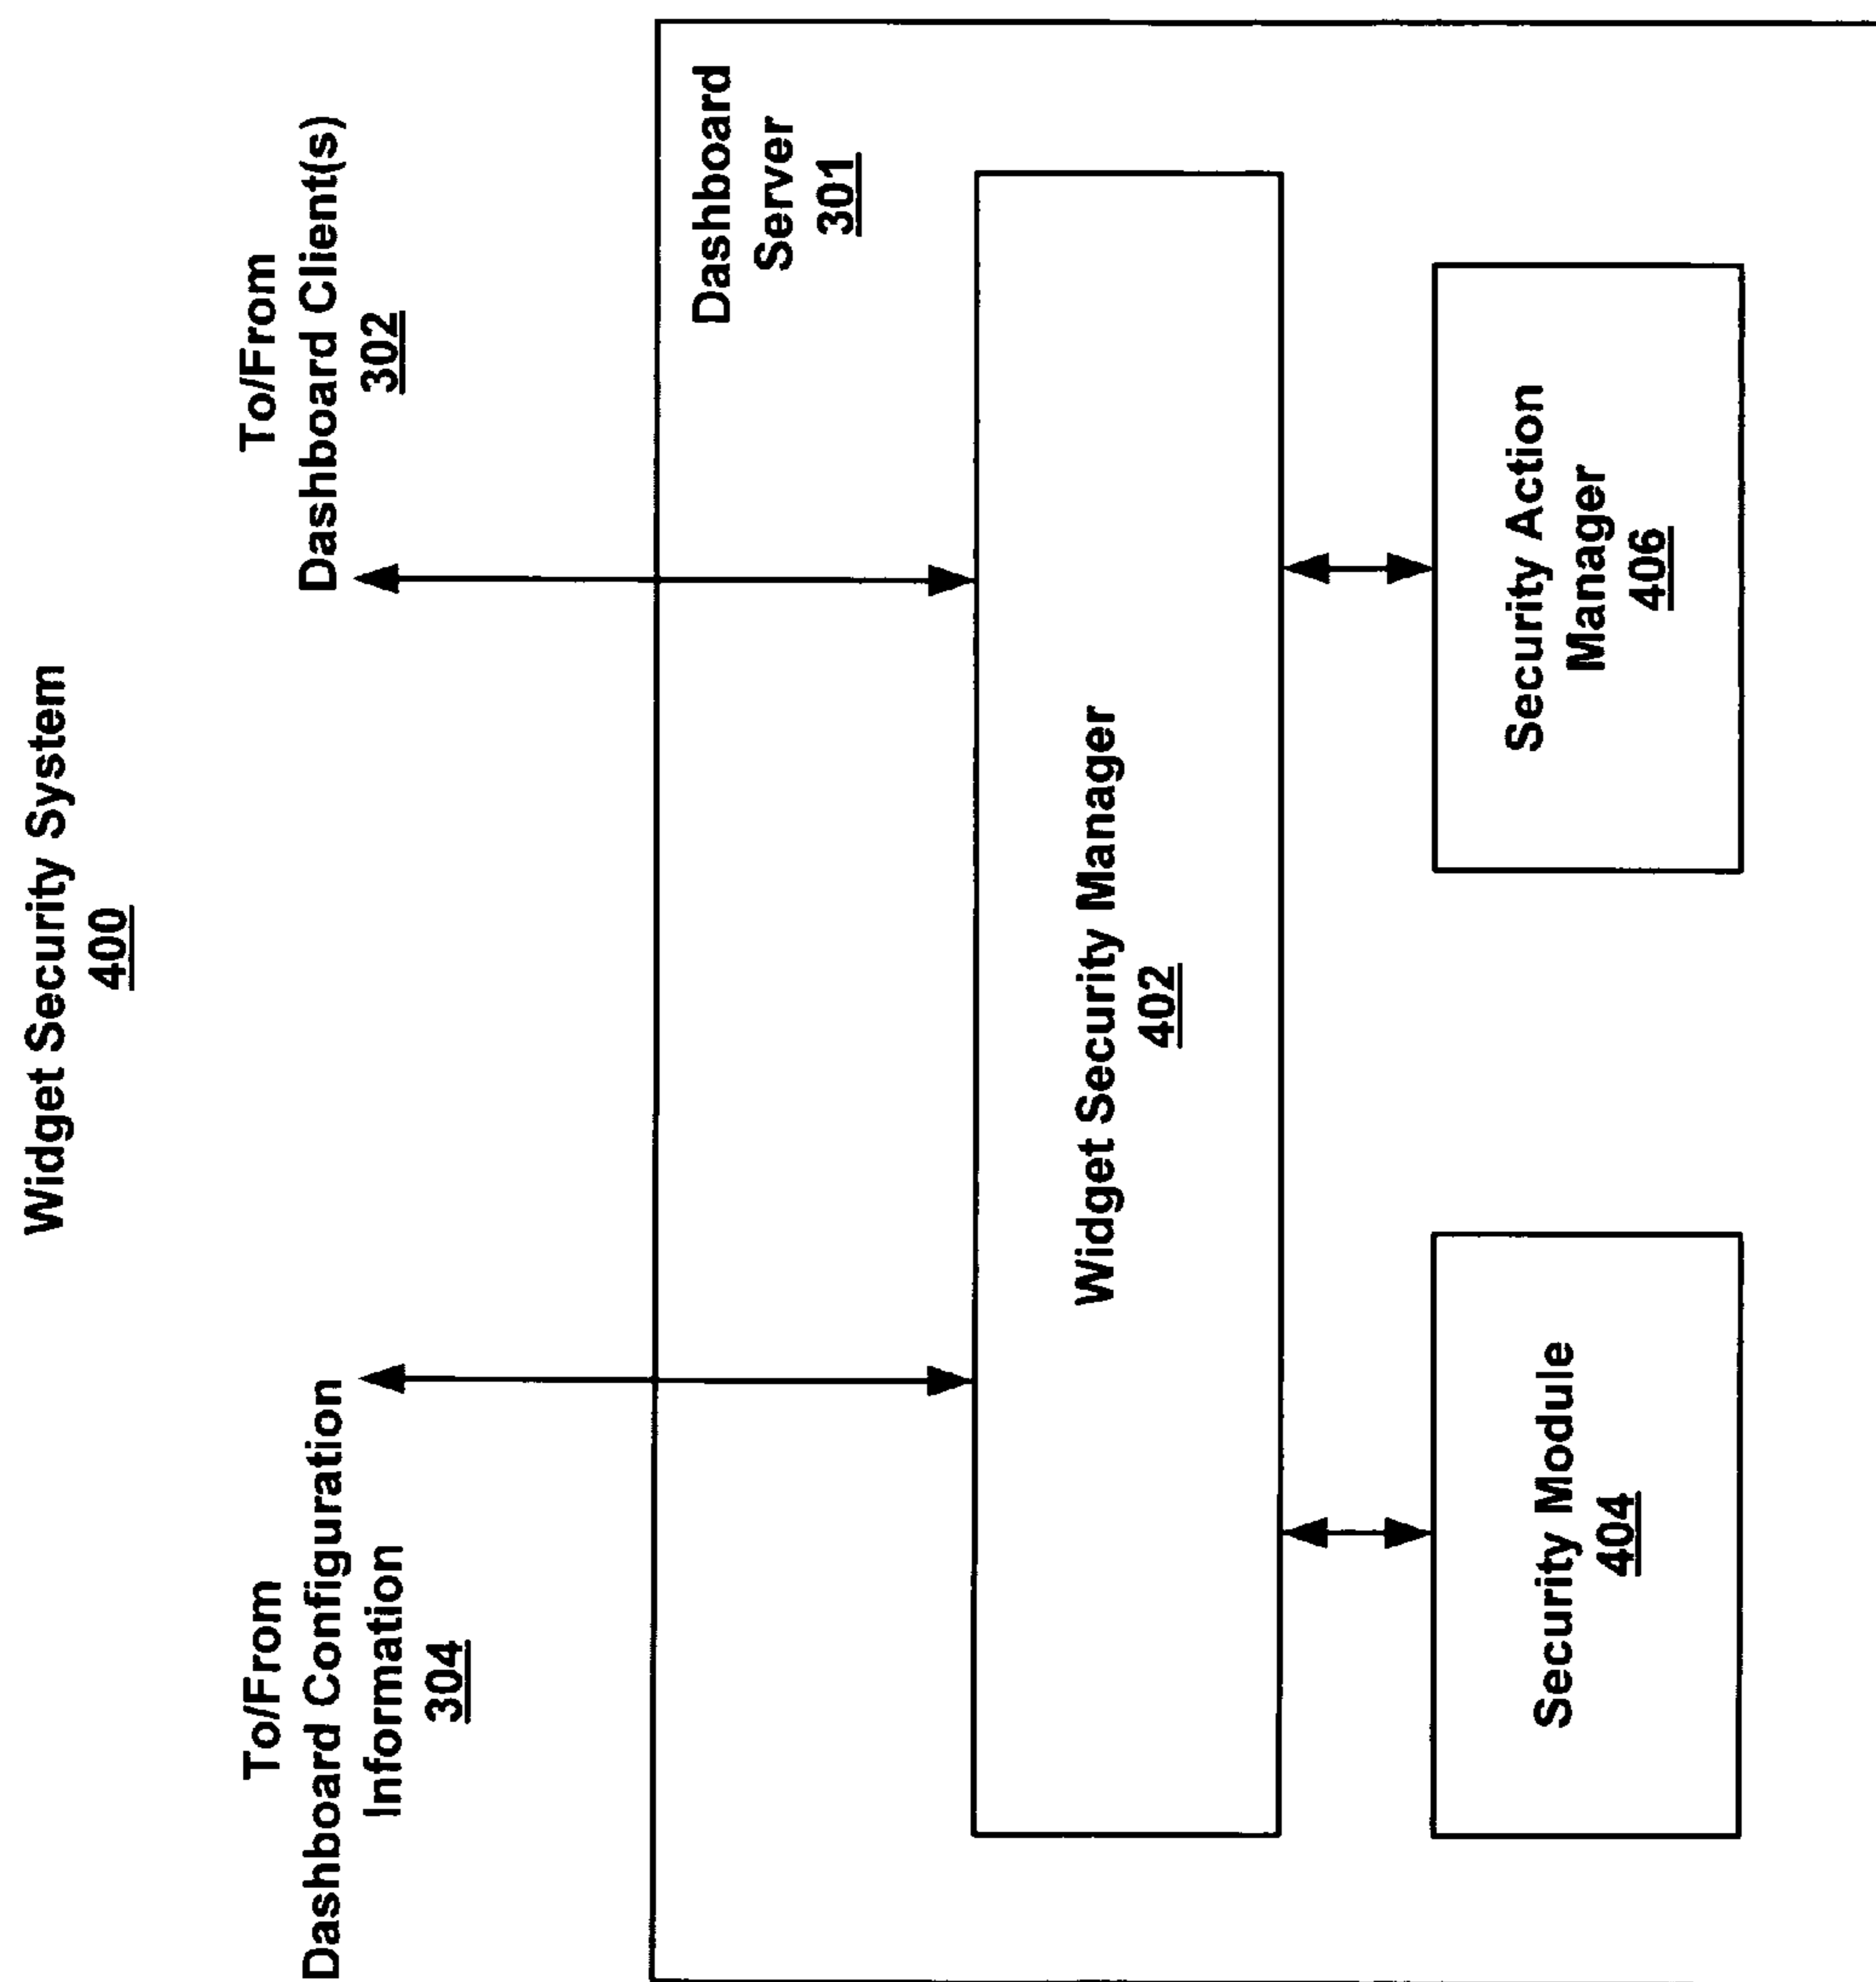 Widget Security System
400
To/From
Dashboard Configuration
Information
304
To/From
Dashboard Client(s)
302
Dashboard
Server
301
Widget Security Manager
402
Security Module
404
Security Action
Manager
406